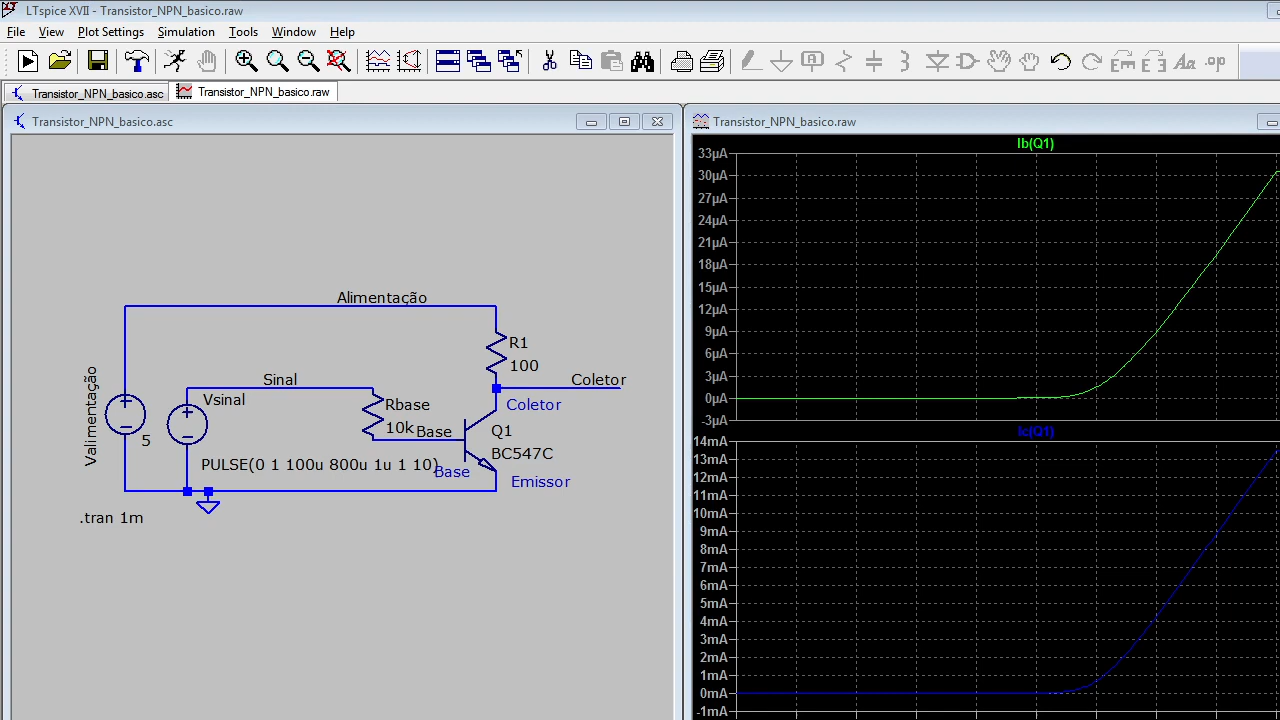 LTspice XVII - Transistor_NPN_basico.raw
File View Plot Settings Simulation Tools Window Help
Transistor_NPN_basico.asc
Transistor_NPN_basico.raw
Transistor_NPN_basico.asc
Alimentação
R1
100
Sinal
Coletor
Valimentação
Vsinal
Rbase
Coletor
10k
Base
Q1
5
BC547C
PULSE(0 1 100u 800u 1u 1 10)
Base
Emissor
.tran 1m
Transistor_NPN_basico.raw
Ib(Q1)
33µA
30µA
27µA
24µA
21µA
18µA
15µA
12µA
9µA
6µA
3µA
0µA
-3µA
Ic(Q1)
14mA
13mA
12mA
11mA
10mA
9mA
8mA
7mA
6mA
5mA
4mA
3mA
2mA
1mA
0mA
-1mA